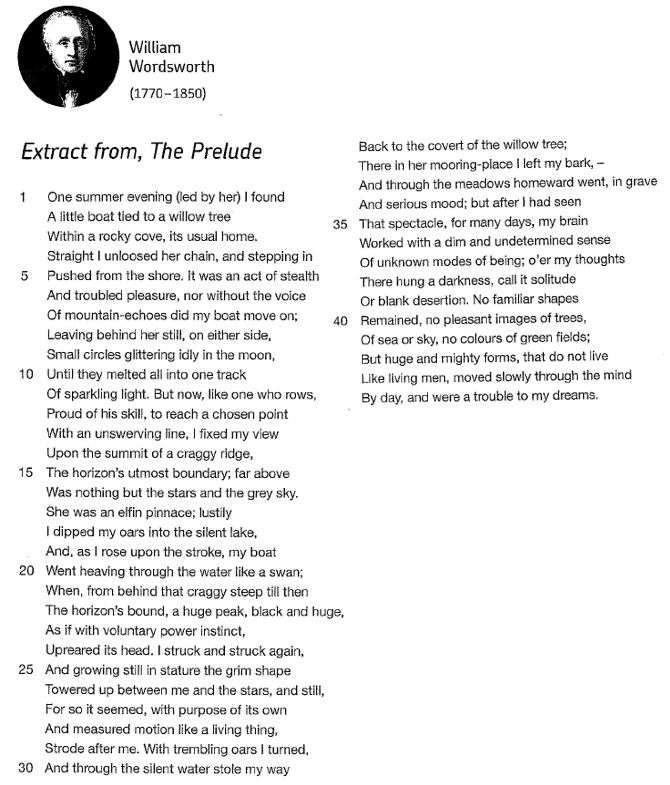 William
Wordsworth
(1770–1850)
Extract from, The Prelude
1 One summer evening (led by her) I found
A little boat tied to a willow tree
Within a rocky cove, its usual home.
Straight I unloosed her chain, and stepping in
5 Pushed from the shore. It was an act of stealth
And troubled pleasure, nor without the voice
Of mountain-echoes did my boat move on;
Leaving behind her still, on either side,
Small circles glittering idly in the moon,
10 Until they melted all into one track
Of sparkling light. But now, like one who rows,
Proud of his skill, to reach a chosen point
With an unswerving line, I fixed my view
Upon the summit of a craggy ridge,
15 The horizon's utmost boundary; far above
Was nothing but the stars and the grey sky.
She was an elfin pinnace; lustily
I dipped my oars into the silent lake,
And, as I rose upon the stroke, my boat
20 Went heaving through the water like a swan;
When, from behind that craggy steep till then
The horizon's bound, a huge peak, black and huge,
As if with voluntary power instinct,
Upreared its head. I struck and struck again,
25 And growing still in stature the grim shape
Towered up between me and the stars, and still,
For so it seemed, with purpose of its own
And measured motion like a living thing,
Strode after me. With trembling oars I turned,
30 And through the silent water stole my way
Back to the covert of the willow tree;
There in her mooring-place I left my bark, –
And through the meadows homeward went, in grave
And serious mood; but after I had seen
35 That spectacle, for many days, my brain
Worked with a dim and undetermined sense
Of unknown modes of being; o'er my thoughts
There hung a darkness, call it solitude
Or blank desertion. No familiar shapes
40 Remained, no pleasant images of trees,
Of sea or sky, no colours of green fields;
But huge and mighty forms, that do not live
Like living men, moved slowly through the mind
By day, and were a trouble to my dreams.